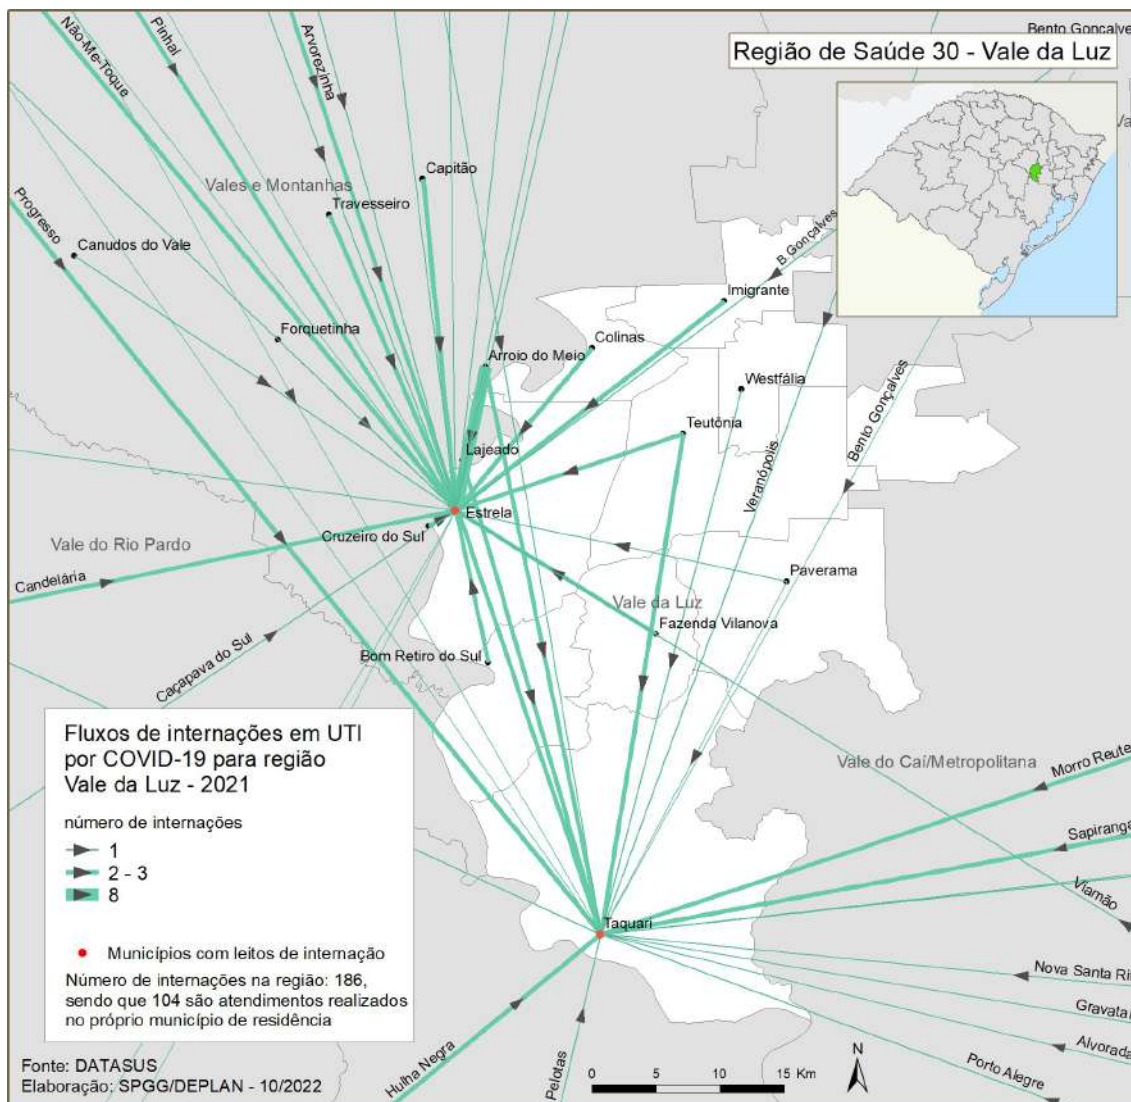 Bento Gonçalve
Região de Saúde 30 - Vale da Luz
Não-Me-Toque
Pinhal
Arvorezinha
Vales e Montanhas
Capitão
Travesseiro
Progresso
Canudos do Vale
B.Gonçalves
Imigrante
Forquetinha
Colinas
Arroio do Meio
Westfália
Teutônia
Bento Gonçalves
Veranópolis
Lajeado
Estrela
Cruzeiro do Sul
Vale do Rio Pardo
Candelária
Paverama
Vale da Luz
Fazenda Vilanova
Caçapava do Sul
Bom Retiro do Sul
Fluxos de internações em UTI
por COVID-19 para região
Vale da Luz - 2021
número de internações
1
2 - 3
8
Municípios com leitos de internação
Número de internações na região: 186,
sendo que 104 são atendimentos realizados
no próprio município de residência
Vale do Caí/Metropolitana
Morro Reute
Sapiranga
Viamão
Taquari
Nova Santa Rit
Gravataí
Alvorada
Porto Alegre
Hulha Negra
Pelotas
Fonte: DATASUS
Elaboração: SPGG/DEPLAN - 10/2022
0 5 10 15 Km
N